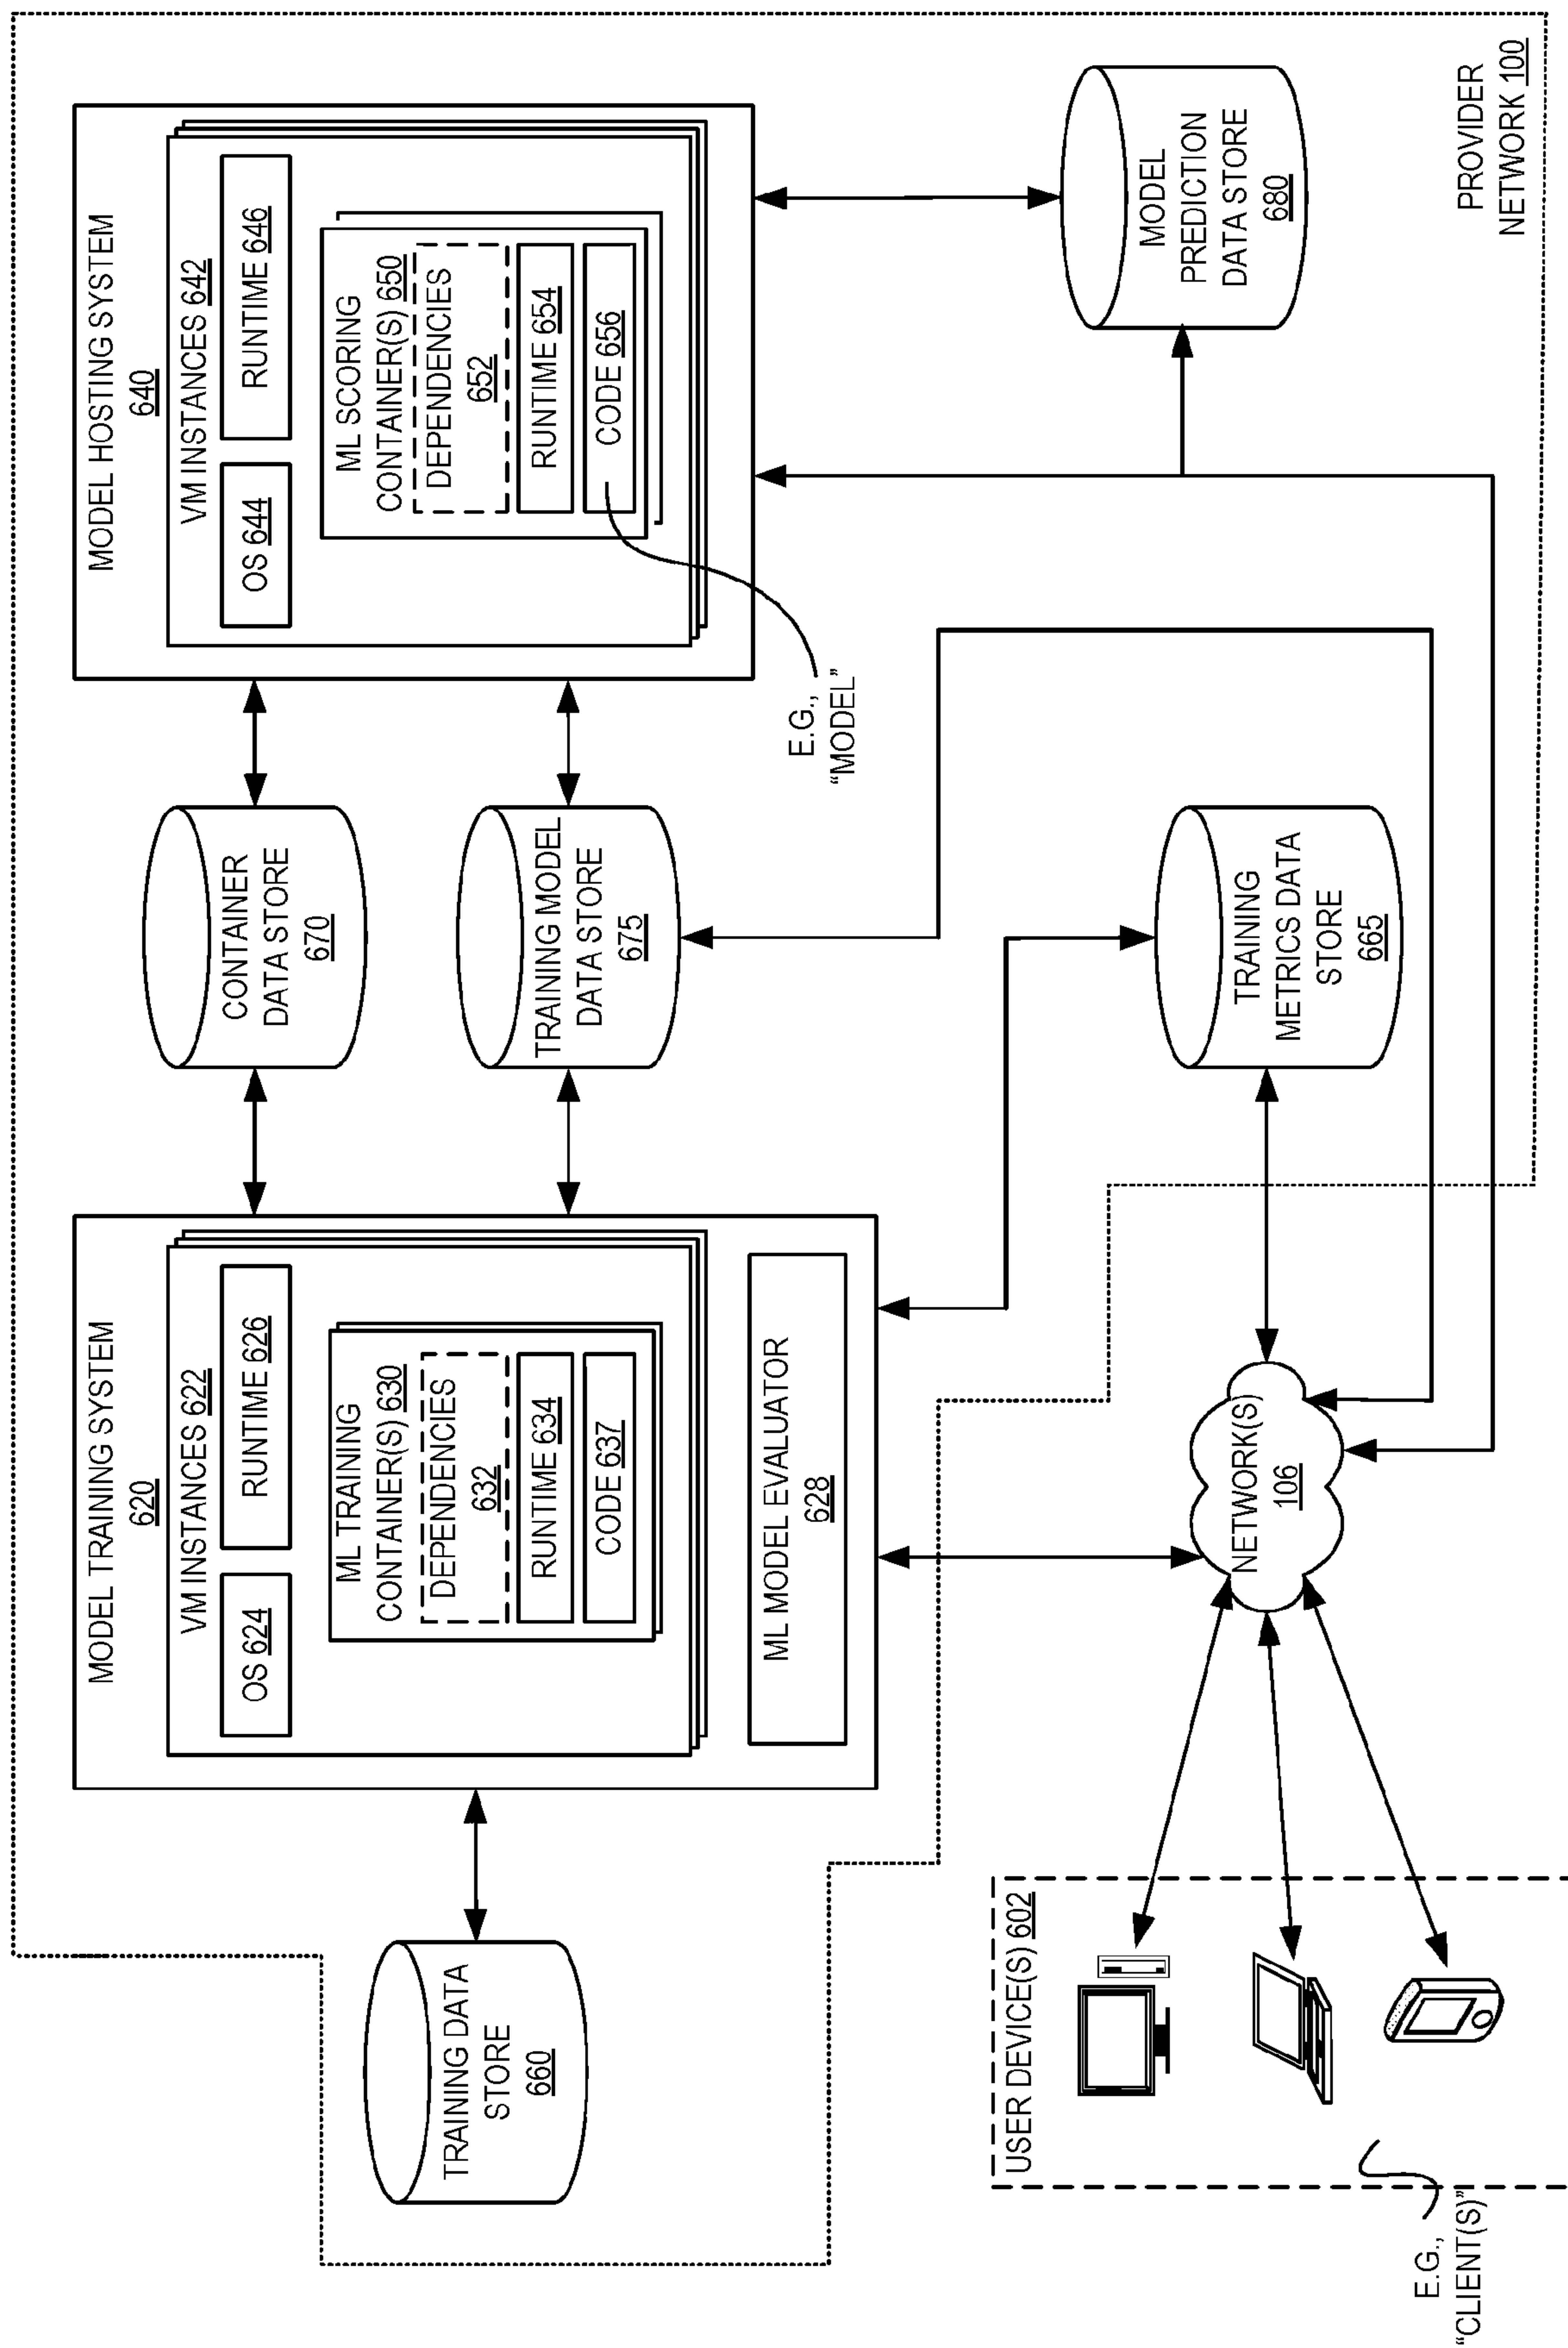 MODEL TRAINING SYSTEM
620
VM INSTANCES 622
OS 624
RUNTIME 626
ML TRAINING
CONTAINER(S) 630
DEPENDENCIES
632
RUNTIME 634
CODE 637
ML MODEL EVALUATOR
628
TRAINING DATA
STORE
660
CONTAINER
DATA STORE
670
TRAINING MODEL
DATA STORE
675
MODEL HOSTING SYSTEM
640
VM INSTANCES 642
OS 644
RUNTIME 646
ML SCORING
CONTAINER(S) 650
DEPENDENCIES
652
RUNTIME 654
CODE 656
E.G.,
“MODEL”
USER DEVICE(S) 602
E.G.,
“CLIENT(S)”
NETWORK(S)
106
TRAINING
METRICS DATA
STORE
665
MODEL
PREDICTION
DATA STORE
680
PROVIDER
NETWORK 100